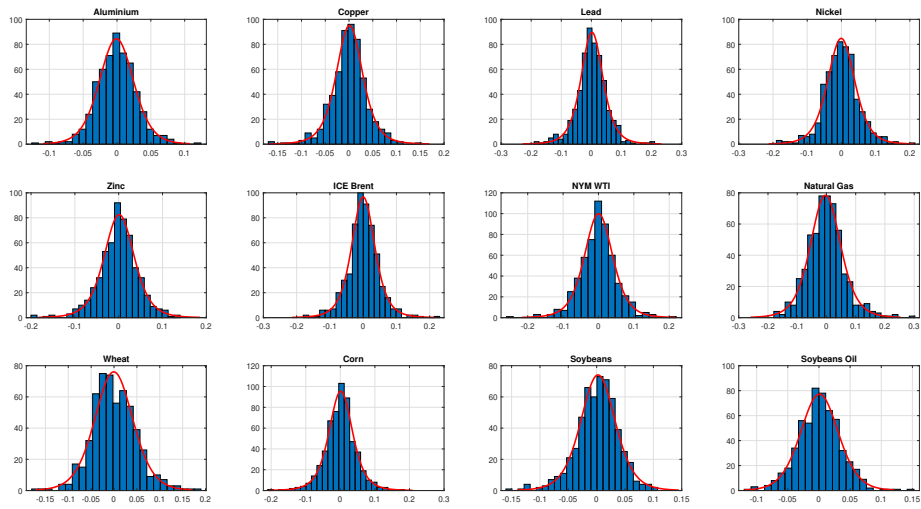 Aluminium
Copper
Lead
Nickel
100
80
60
40
20
0
-0.1 -0.05 0 0.05 0.1
100
80
60
40
20
0
-0.15 -0.1 -0.05 0 0.05 0.1 0.15 0.2
100
80
60
40
20
0
-0.3 -0.2 -0.1 0 0.1 0.2 0.3
100
80
60
40
20
0
-0.3 -0.2 -0.1 0 0.1 0.2
Zinc
ICE Brent
NYM WTI
Natural Gas
100
80
60
40
20
0
-0.2 -0.1 0 0.1 0.2
100
80
60
40
20
0
-0.3 -0.2 -0.1 0 0.1 0.2
120
100
80
60
40
20
0
-0.2 -0.1 0 0.1 0.2
80
60
40
20
0
-0.3 -0.2 -0.1 0 0.1 0.2 0.3
Wheat
Corn
Soybeans
Soybeans Oil
80
60
40
20
0
-0.15 -0.1 -0.05 0 0.05 0.1 0.15 0.2
120
100
80
60
40
20
0
-0.2 -0.1 0 0.1 0.2 0.3
80
60
40
20
0
-0.15 -0.1 -0.05 0 0.05 0.1 0.15
100
80
60
40
20
0
-0.1 -0.05 0 0.05 0.1 0.15